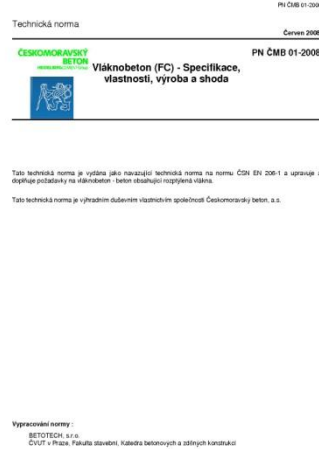 PN ČMB 01-2008
Technická norma
Červen 2008
ČESKOMORAVSKÝ
BETON
PN ČMB 01-2008
Vláknobeton (FC) - Specifikace,
vlastnosti, výroba a shoda
Tato technická norma je vydána jako navazující technická norma na normu ČSN EN 206-1 a upravuje a
doplňuje požadavky na vláknobeton - beton obsahující rozptýlená vlákna.
Tato technická norma je výhradním duševním vlastnictvím společnosti Českomoravský beton, a.s.
Vypracování normy :
BETOTECH, s.r.o.
ČVUT v Praze, Fakulta stavební, Katedra betonových a zděných konstrukcí